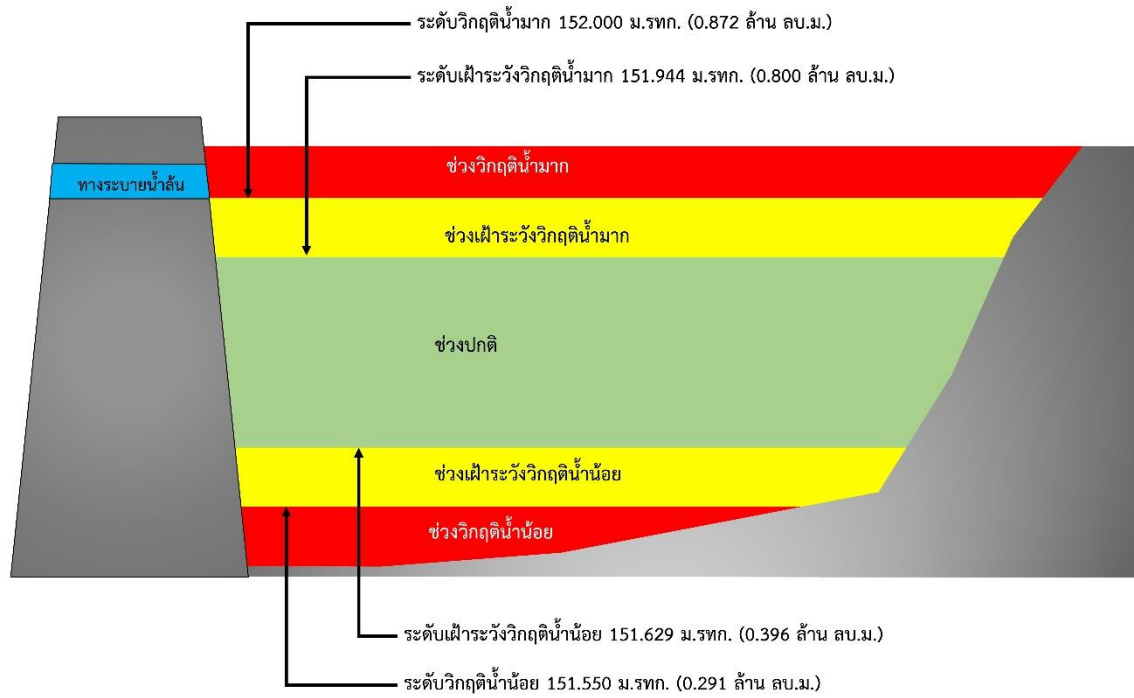 ระดับวิกฤติน้ำมาก 152.000 ม.รทก. (0.872 ล้าน ลบ.ม.)
ระดับเฝ้าระวังวิกฤติน้ำมาก 151.944 ม.รทก. (0.800 ล้าน ลบ.ม.)
ช่วงวิกฤติน้ำมาก
ทางระบายน้ำล้น
ช่วงเฝ้าระวังวิกฤติน้ำมาก
ช่วงปกติ
ช่วงเฝ้าระวังวิกฤติน้ำน้อย
ช่วงวิกฤติน้ำน้อย
ระดับเฝ้าระวังวิกฤติน้ำน้อย 151.629 ม.รทก. (0.396 ล้าน ลบ.ม.)
ระดับวิกฤติน้ำน้อย 151.550 ม.รทก. (0.291 ล้าน ลบ.ม.)